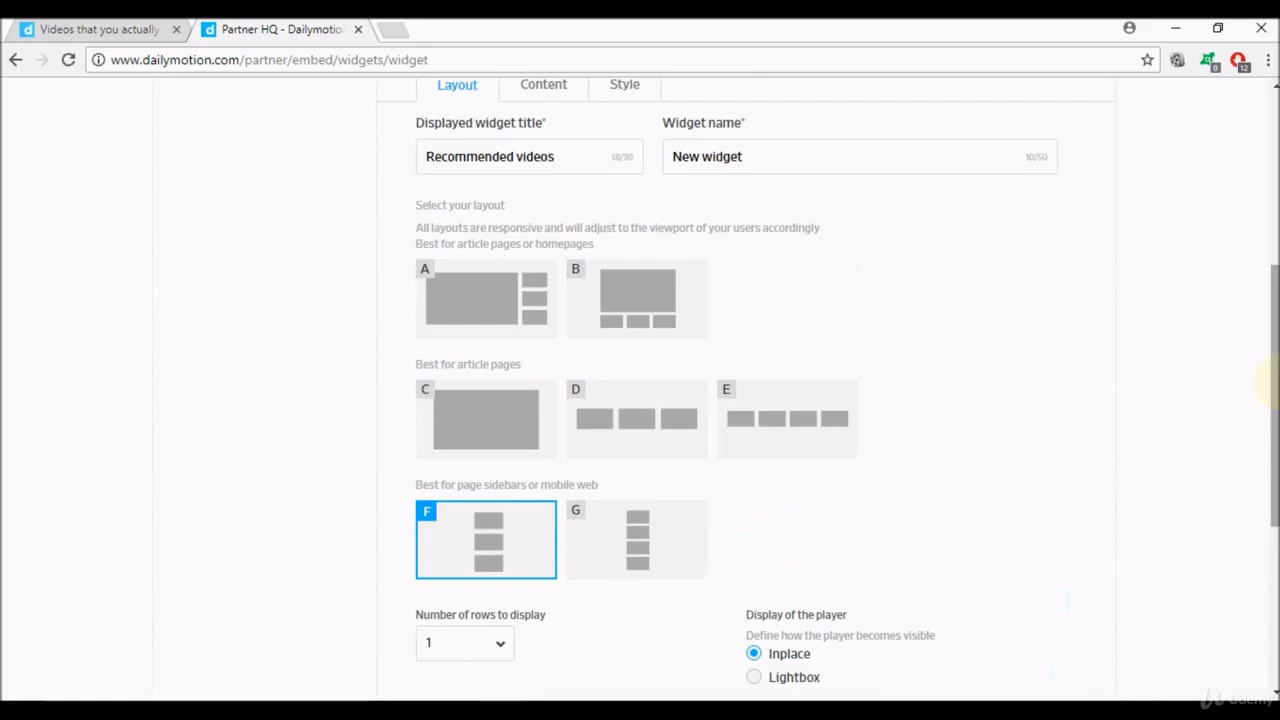 Videos that you actually
Partner HQ - Dailymotion
www.dailymotion.com/partner/embed/widgets/widget
0
12
Layout
Content
Style
Displayed widget title*
Widget name*
Recommended videos
18/30
New widget
10/50
Select your layout
All layouts are responsive and will adjust to the viewport of your users accordingly
Best for article pages or homepages
A
B
Best for article pages
C
D
E
Best for page sidebars or mobile web
F
G
Number of rows to display
Display of the player
Define how the player becomes visible
1
Inplace
Lightbox
Udemy